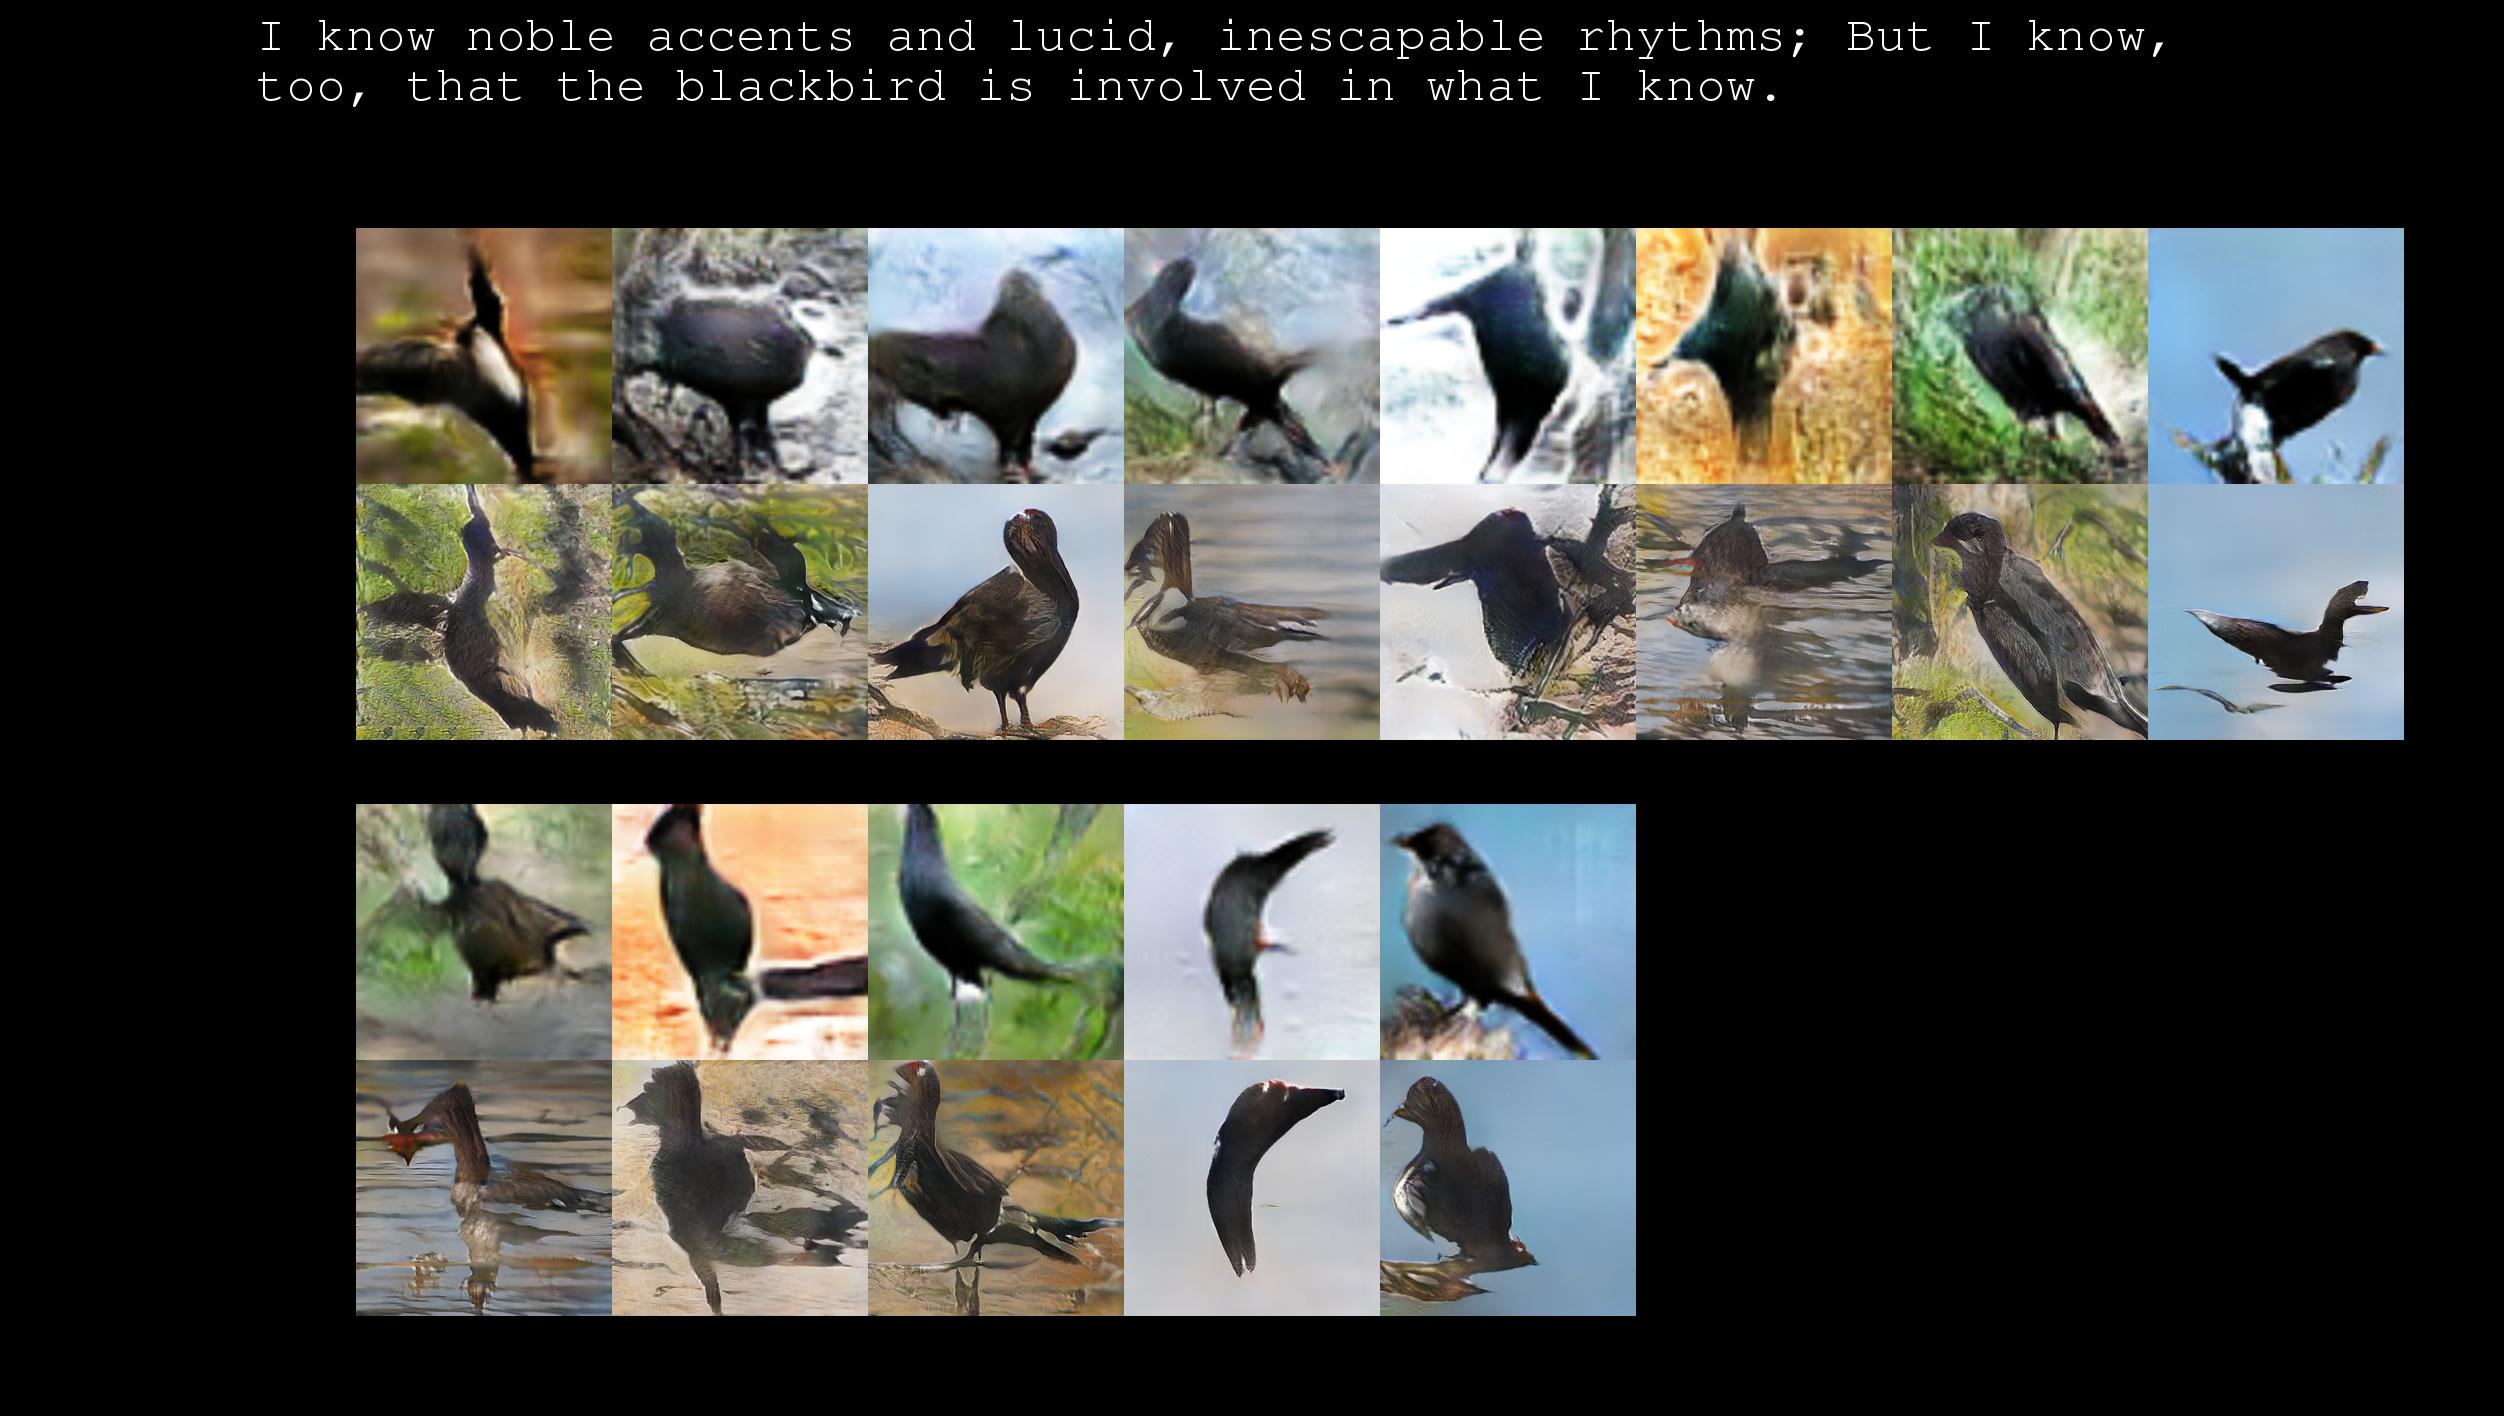 I know noble accents and lucid, inescapable rhythms; But I know,
too, that the blackbird is involved in what I know.